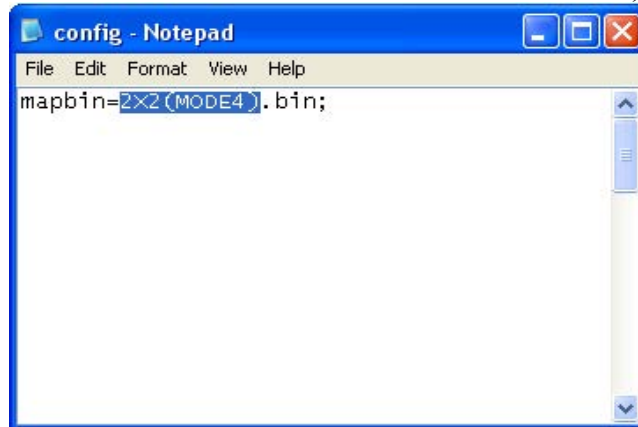 config - Notepad
File Edit Format View Help
mapbin=2X2(MODE4).bin;